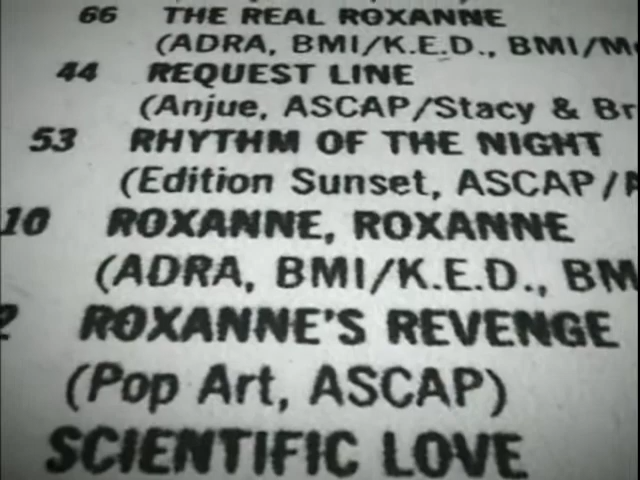 66 THE REAL ROXANNE
(ADRA, BMI/K.E.D., BMI/M
44 REQUEST LINE
(Anjue, ASCAP/Stacy & Br
53 RHYTHM OF THE NIGHT
(Edition Sunset, ASCAP/
10 ROXANNE, ROXANNE
(ADRA, BMI/K.E.D., BM
2 ROXANNE'S REVENGE
(Pop Art, ASCAP)
SCIENTIFIC LOVE